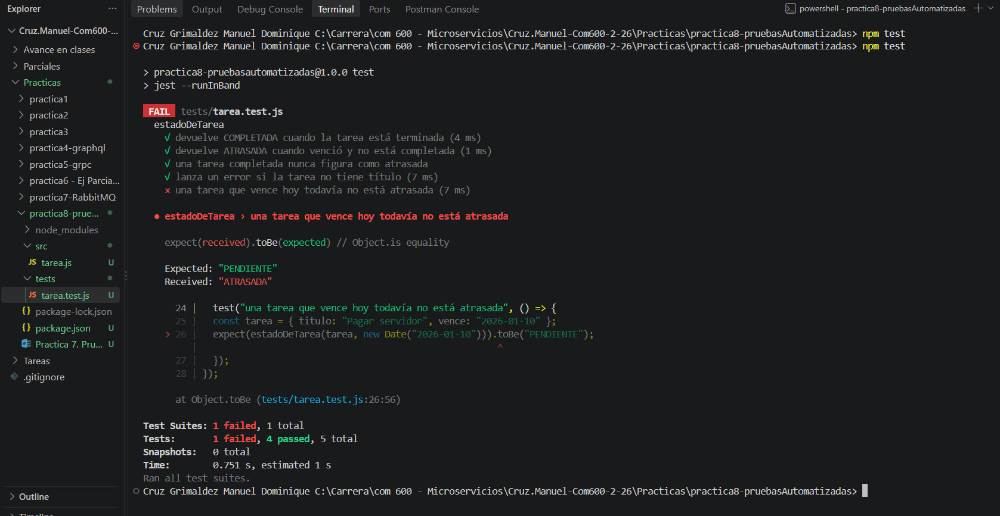 Explorer
Problems Output Debug Console Terminal Ports Postman Console
powershell - practica8-pruebasAutomatizadas
Cruz.Manuel-Com600-...
Avance en clases
Parciales
Practicas
practica1
practica2
practica3
practica4-graphql
practica5-grpc
practica6 - Ej Parcia...
practica7-RabbitMQ
practica8-prue...
node_modules
src
JS tarea.js U
tests
JS tarea.test.js U
{} package-lock.json
{} package.json U
Practica 7. Pru... U
Tareas
.gitignore
Outline
Timeline
Cruz Grimaldez Manuel Dominique C:\Carrera\com 600 - Microservicios\Cruz.Manuel-Com600-2-26\Practicas\practica8-pruebasAutomatizadas> npm test
Cruz Grimaldez Manuel Dominique C:\Carrera\com 600 - Microservicios\Cruz.Manuel-Com600-2-26\Practicas\practica8-pruebasAutomatizadas> npm test
> practica8-pruebasautomatizadas@1.0.0 test
> jest --runInBand
FAIL tests/tarea.test.js
estadoDeTarea
√ devuelve COMPLETADA cuando la tarea está terminada (4 ms)
√ devuelve ATRASADA cuando venció y no está completada (1 ms)
√ una tarea completada nunca figura como atrasada
√ lanza un error si la tarea no tiene título (7 ms)
× una tarea que vence hoy todavía no está atrasada (7 ms)
● estadoDeTarea › una tarea que vence hoy todavía no está atrasada
expect(received).toBe(expected) // Object.is equality
Expected: "PENDIENTE"
Received: "ATRASADA"
24 | test("una tarea que vence hoy todavía no está atrasada", () => {
25 | const tarea = { titulo: "Pagar servidor", vence: "2026-01-10" };
> 26 | expect(estadoDeTarea(tarea, new Date("2026-01-10"))).toBe("PENDIENTE");
| ^
27 | });
28 | });
at Object.toBe (tests/tarea.test.js:26:56)
Test Suites: 1 failed, 1 total
Tests: 1 failed, 4 passed, 5 total
Snapshots: 0 total
Time: 0.751 s, estimated 1 s
Ran all test suites.
Cruz Grimaldez Manuel Dominique C:\Carrera\com 600 - Microservicios\Cruz.Manuel-Com600-2-26\Practicas\practica8-pruebasAutomatizadas>